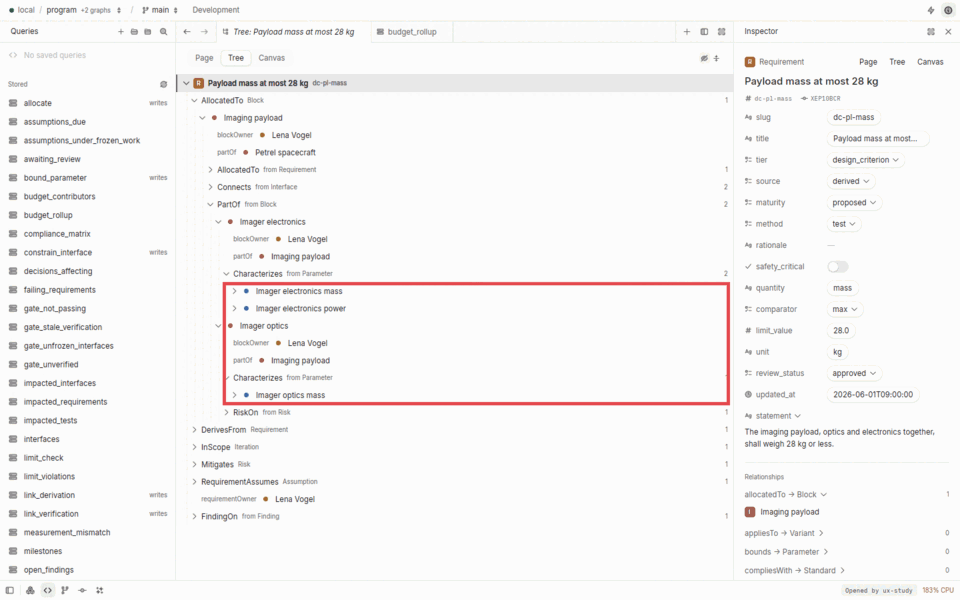 local / program +2 graphs / main Development
Queries
No saved queries
Stored
allocate writes
assumptions_due
assumptions_under_frozen_work
awaiting_review
bound_parameter writes
budget_contributors
budget_rollup
compliance_matrix
constrain_interface writes
decisions_affecting
failing_requirements
gate_not_passing
gate_stale_verification
gate_unfrozen_interfaces
gate_unverified
impacted_interfaces
impacted_requirements
impacted_tests
interfaces
limit_check
limit_violations
link_derivation writes
link_verification writes
measurement_mismatch
milestones
open_findings
Tree: Payload mass at most 28 kg budget_rollup
Page Tree Canvas
R Payload mass at most 28 kg dc-pl-mass
AllocatedTo Block 1
Imaging payload
blockOwner Lena Vogel
partOf Petrel spacecraft
AllocatedTo from Requirement 1
Connects from Interface 2
PartOf from Block 2
Imager electronics
blockOwner Lena Vogel
partOf Imaging payload
Characterizes from Parameter 2
Imager electronics mass
Imager electronics power
Imager optics
blockOwner Lena Vogel
partOf Imaging payload
Characterizes from Parameter
Imager optics mass
RiskOn from Risk 1
DerivesFrom Requirement 1
InScope Iteration 1
Mitigates Risk 1
RequirementAssumes Assumption 1
requirementOwner Lena Vogel
FindingOn from Finding 1
Inspector
R Requirement Page Tree Canvas
Payload mass at most 28 kg
# dc-pl-mass XEP10BCR
Ag slug dc-pl-mass
Ag title Payload mass at most...
tier design_criterion
source derived
maturity proposed
method test
Ag rationale —
safety_critical
Ag quantity mass
comparator max
# limit_value 28.0
Ag unit kg
review_status approved
updated_at 2026-06-01T09:00:00
Ag statement
The imaging payload, optics and electronics together,
shall weigh 28 kg or less.
Relationships
allocatedTo → Block 1
I Imaging payload
appliesTo → Variant 0
bounds → Parameter 0
compliesWith → Standard 0
Opened by ux-study 183% CPU